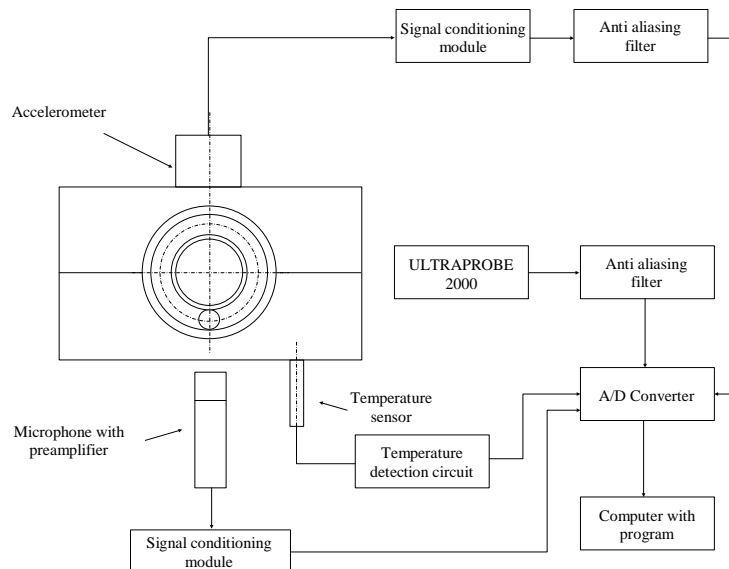 Signal conditioning
module
Anti aliasing
filter
Accelerometer
ULTRAPROBE
2000
Anti aliasing
filter
Temperature
sensor
A/D Converter
Microphone with
preamplifier
Temperature
detection circuit
Computer with
program
Signal conditioning
module